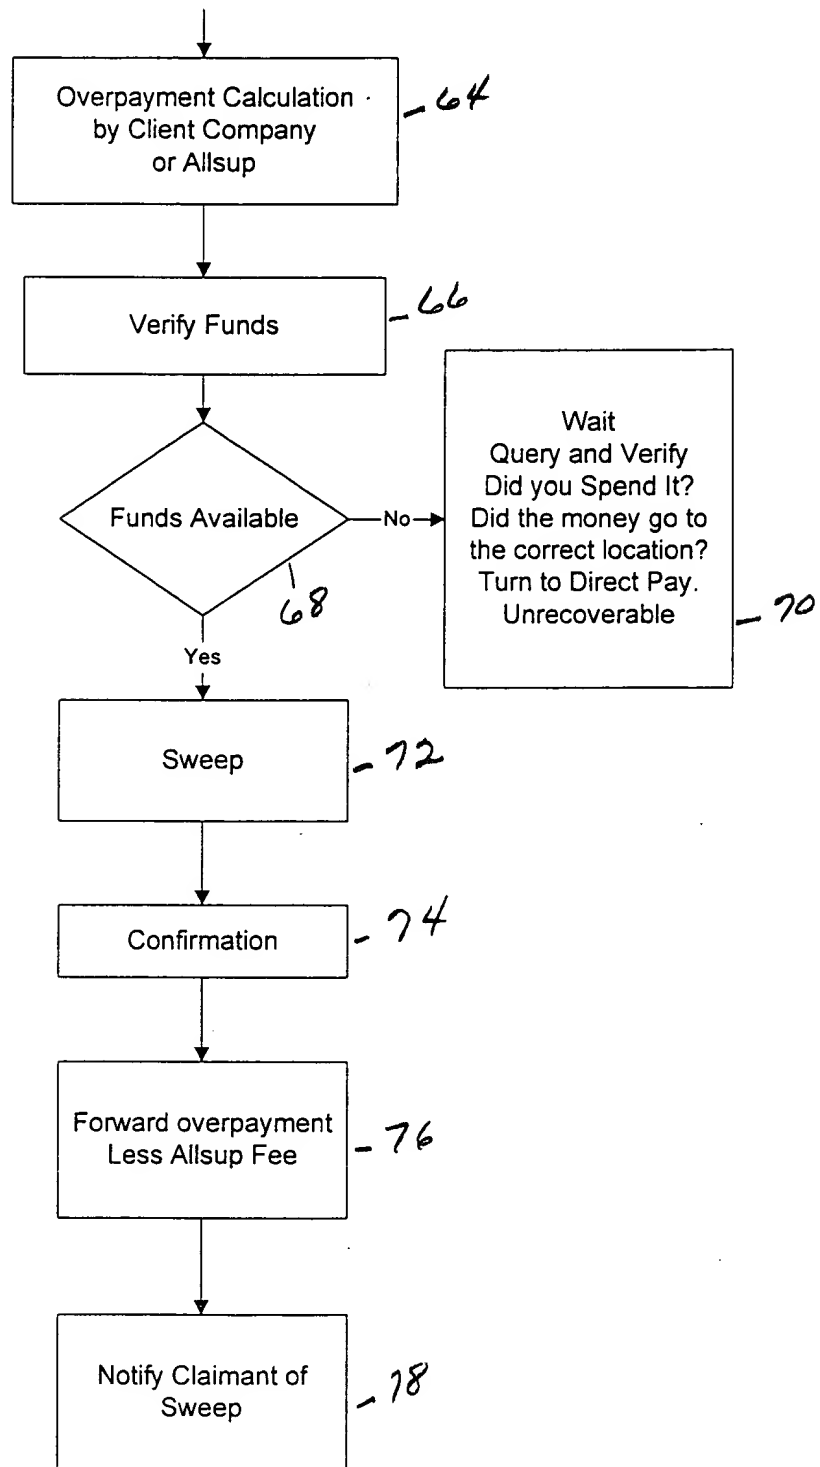 Overpayment Calculation
by Client Company
or Allsup
64
Verify Funds
66
Funds Available
68
No
Wait
Query and Verify
Did you Spend It?
Did the money go to
the correct location?
Turn to Direct Pay.
Unrecoverable
70
Yes
Sweep
72
Confirmation
74
Forward overpayment
Less Allsup Fee
76
Notify Claimant of
Sweep
78